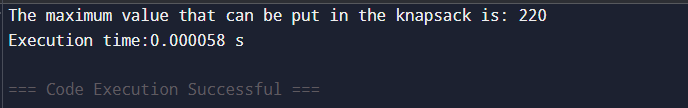 The maximum value that can be put in the knapsack is: 220
Execution time:0.000058 s
=== Code Execution Successful ===